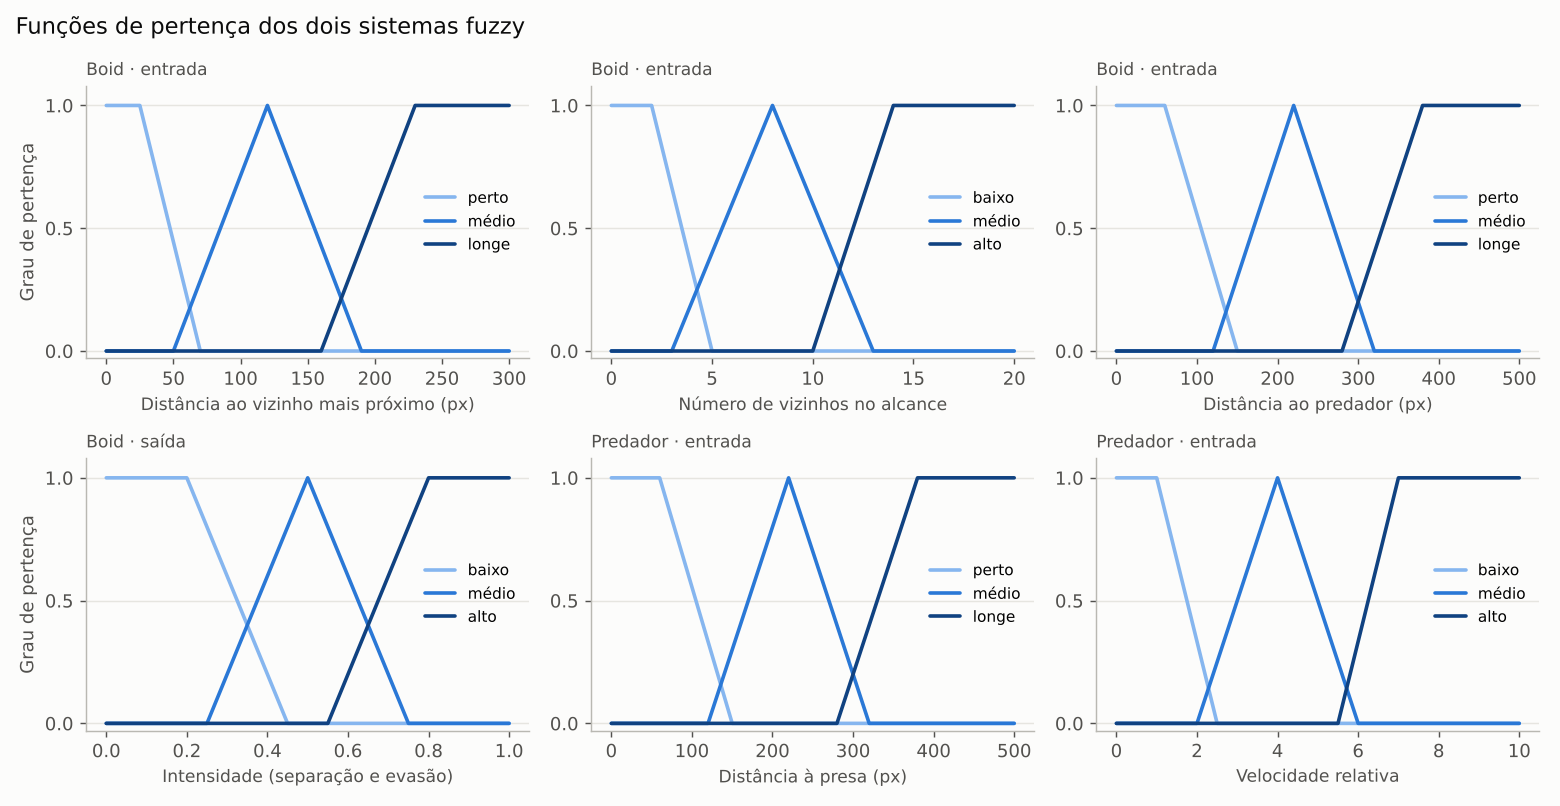 Funções de pertença dos dois sistemas fuzzy
Boid · entrada
1.0
0.5
0.0
Grau de pertença
perto
médio
longe
0 50 100 150 200 250 300
Distância ao vizinho mais próximo (px)
Boid · entrada
1.0
0.5
0.0
baixo
médio
alto
0 5 10 15 20
Número de vizinhos no alcance
Boid · entrada
1.0
0.5
0.0
perto
médio
longe
0 100 200 300 400 500
Distância ao predador (px)
Boid · saída
1.0
0.5
0.0
Grau de pertença
baixo
médio
alto
0.0 0.2 0.4 0.6 0.8 1.0
Intensidade (separação e evasão)
Predador · entrada
1.0
0.5
0.0
perto
médio
longe
0 100 200 300 400 500
Distância à presa (px)
Predador · entrada
1.0
0.5
0.0
baixo
médio
alto
0 2 4 6 8 10
Velocidade relativa